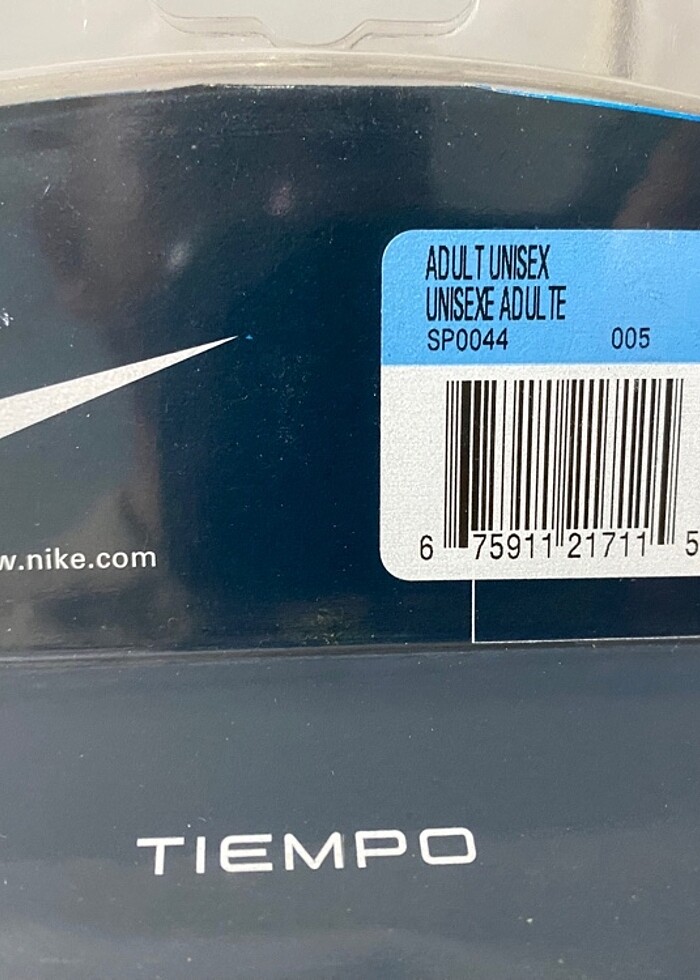 ADULT UNISEX
UNISEXE ADULTE
SP0044 005
6 75911 21711 5
w.nike.com
TIEMPO